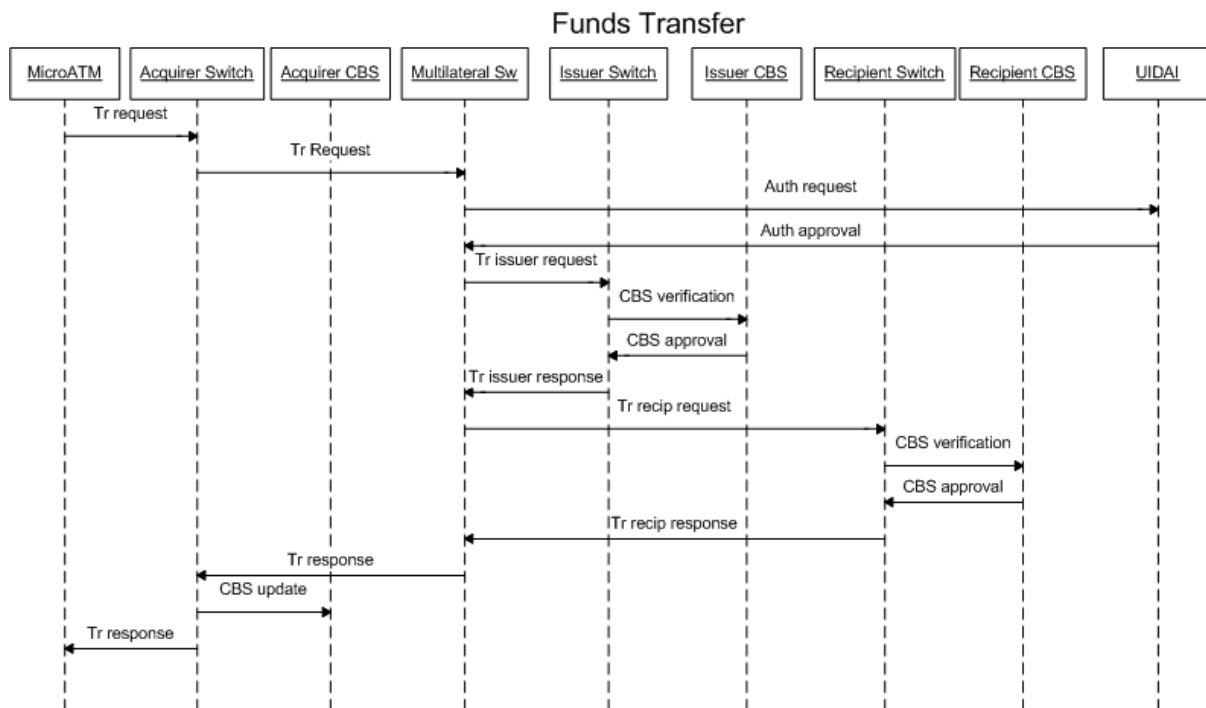 Funds Transfer
MicroATM
Acquirer Switch
Acquirer CBS
Multilateral Sw
Issuer Switch
Issuer CBS
Recipient Switch
Recipient CBS
UIDAI
Tr request
Tr Request
Auth request
Auth approval
Tr issuer request
CBS verification
CBS approval
Tr issuer response
Tr recip request
CBS verification
CBS approval
Tr recip response
Tr response
CBS update
Tr response